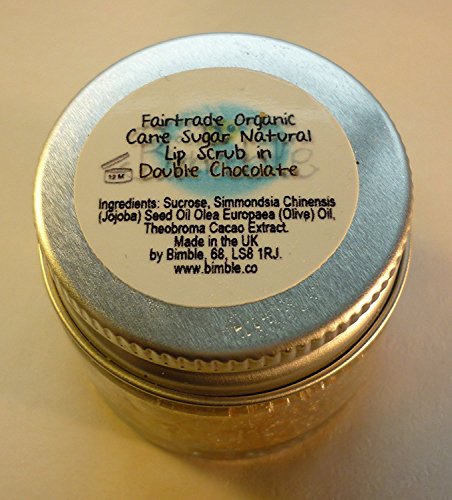 Fairtrade Organic
Cane Sugar Natural
Lip Scrub in
Double Chocolate
12 M
Ingredients: Sucrose, Simmondsia Chinensis
(Jojoba) Seed Oil Olea Europaea (Olive) Oil,
Theobroma Cacao Extract.
Made in the UK
by Bimble, 68, LS8 1RJ.
www.bimble.co